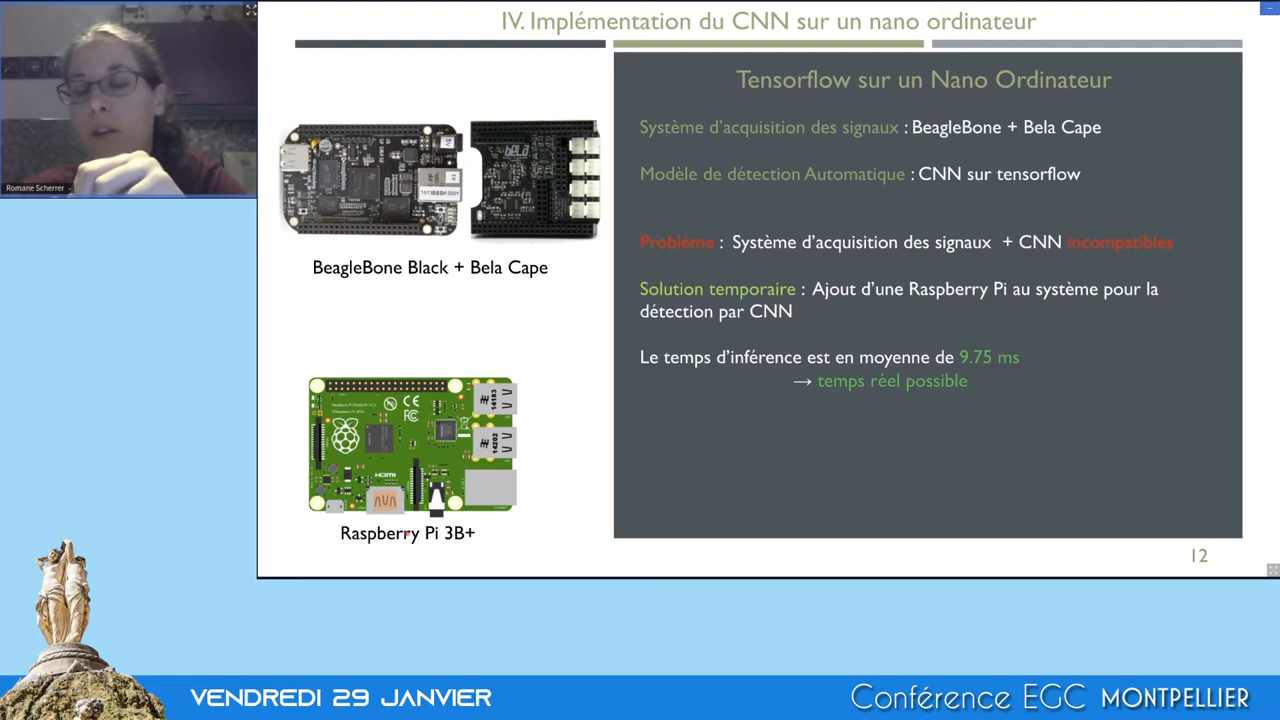 IV. Implémentation du CNN sur un nano ordinateur
Romane Scherrer
Tensorflow sur un Nano Ordinateur
Système d'acquisition des signaux : BeagleBone + Bela Cape
Modèle de détection Automatique : CNN sur tensorflow
Problème : Système d'acquisition des signaux + CNN incompatibles
Solution temporaire : Ajout d'une Raspberry Pi au système pour la
détection par CNN
Le temps d'inférence est en moyenne de 9.75 ms
→ temps réel possible
bela
BeagleBone Black + Bela Cape
14183
14202
HDMI
Raspberry Pi 3B+
12
VENDREDI 29 JANVIER
Conférence EGC MONTPELLIER